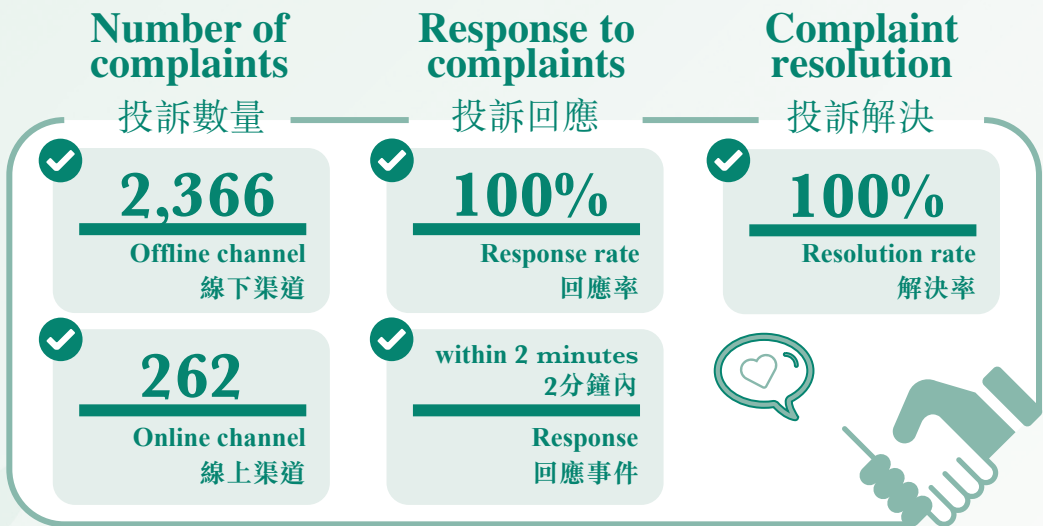 Number of
complaints
投訴數量
2,366
Offline channel
線下渠道
262
Online channel
線上渠道
Response to
complaints
投訴回應
100%
Response rate
回應率
within 2 minutes
2分鐘內
Response
回應事件
Complaint
resolution
投訴解決
100%
Resolution rate
解決率